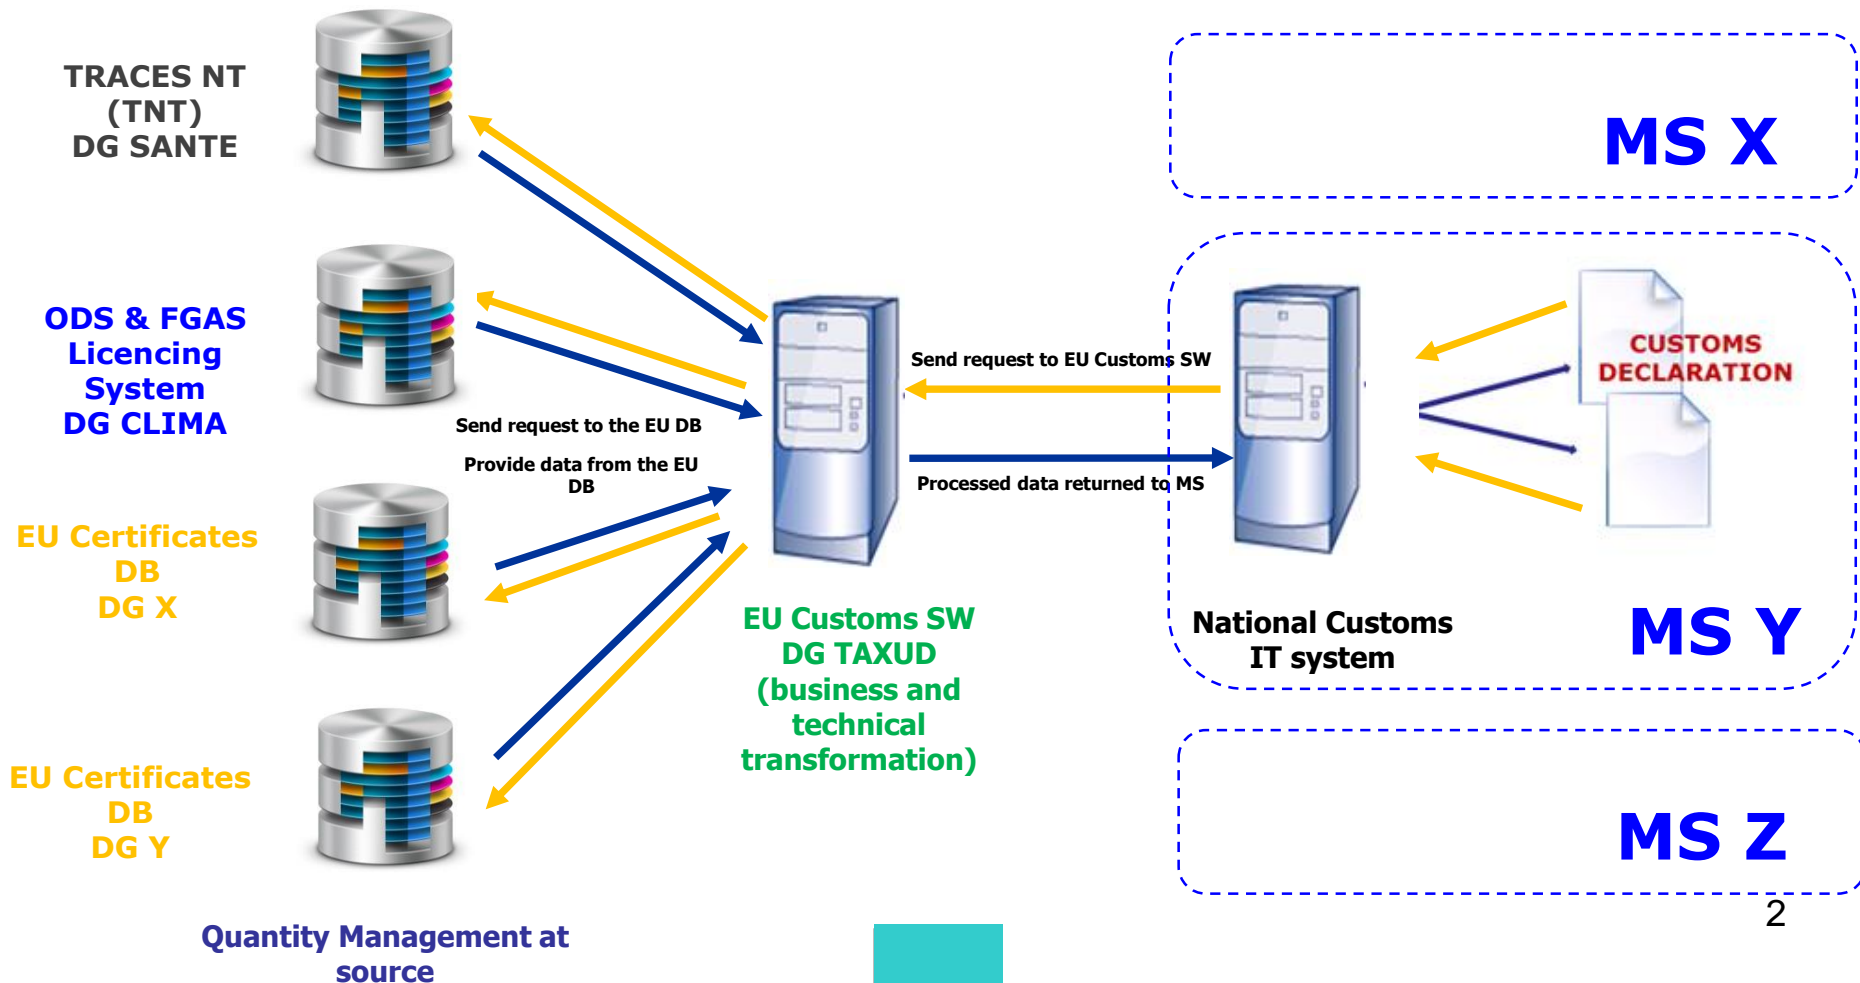 TRACES NT
(TNT)
DG SANTE
ODS & FGAS
Licencing
System
DG CLIMA
EU Certificates
DB
DG X
EU Certificates
DB
DG Y
Quantity Management at
source
Send request to the EU DB
Provide data from the EU
DB
EU Customs SW
DG TAXUD
(business and
technical
transformation)
Send request to EU Customs SW
Processed data returned to MS
MS X
CUSTOMS
DECLARATION
National Customs
IT system
MS Y
MS Z
2